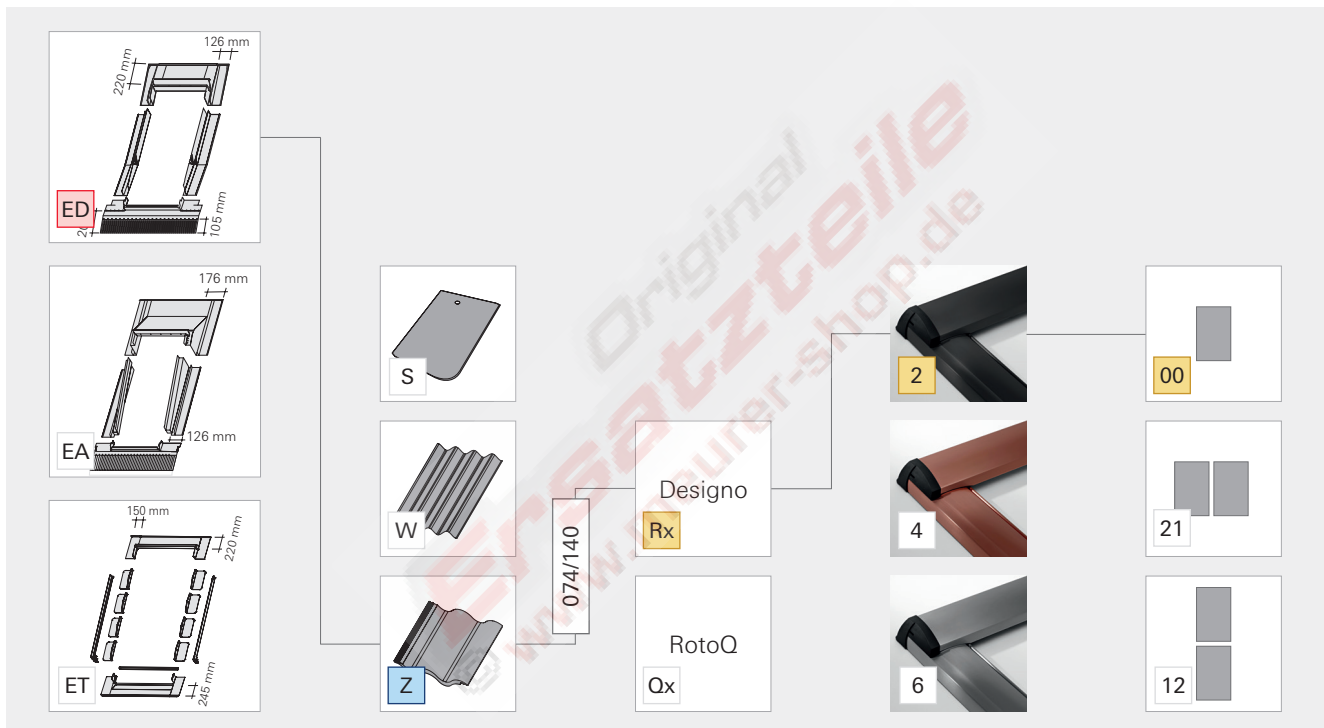 126 mm
220 mm
ED
105 mm
176 mm
EA
126 mm
150 mm
220 mm
ET
245 mm
S
W
Z
074/140
Designo
Rx
RotoQ
Qx
2
4
6
00
21
12
Original
Ersatzteile
© www.meurer-shop.de